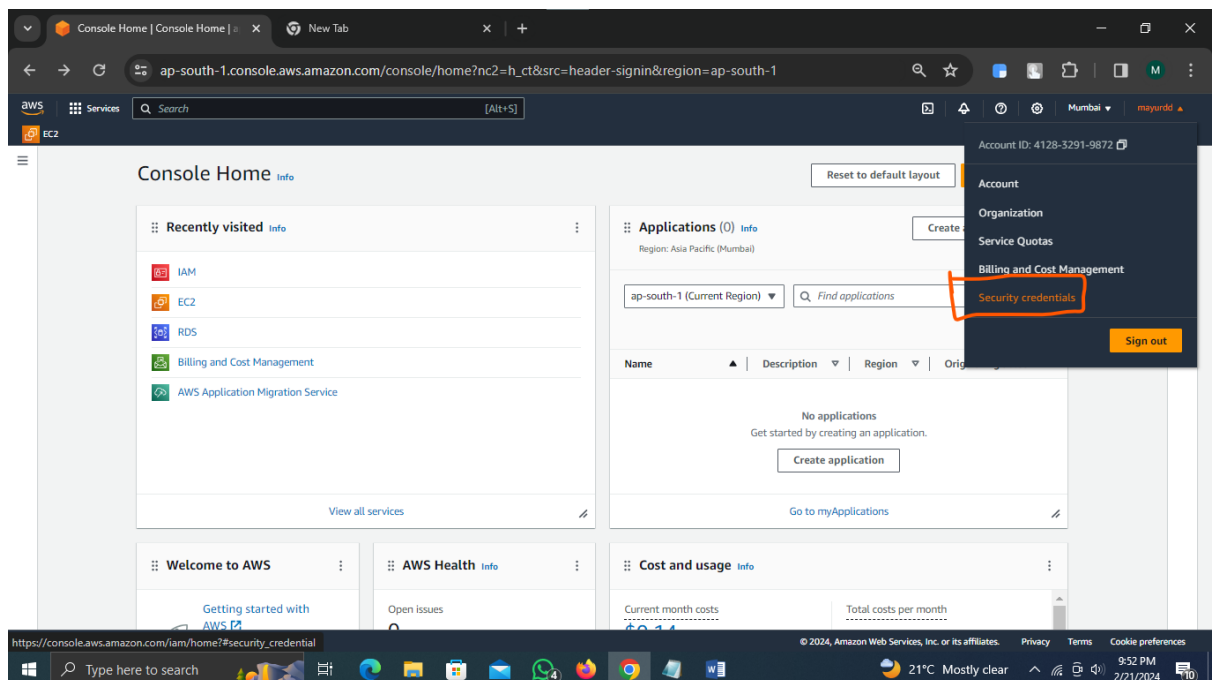 Console Home | Console Home | a
New Tab
ap-south-1.console.aws.amazon.com/console/home?nc2=h_ct&src=header-signin&region=ap-south-1
M
aws
Services
Search
[Alt+S]
Mumbai
mayurdd
EC2
Account ID: 4128-3291-9872
Account
Organization
Service Quotas
Billing and Cost Management
Security credentials
Sign out
Console Home Info
Reset to default layout
Recently visited Info
IAM
EC2
RDS
Billing and Cost Management
AWS Application Migration Service
View all services
Applications (0) Info
Region: Asia Pacific (Mumbai)
Create
ap-south-1 (Current Region)
Find applications
Name Description Region Orig
No applications
Get started by creating an application.
Create application
Go to myApplications
Welcome to AWS
Getting started with
AWS
AWS Health Info
Open issues
0
Cost and usage Info
Current month costs
$0.14
Total costs per month
https://console.aws.amazon.com/iam/home?#security_credential
© 2024, Amazon Web Services, Inc. or its affiliates. Privacy Terms Cookie preferences
Type here to search
4
21°C Mostly clear
9:52 PM
2/21/2024
10